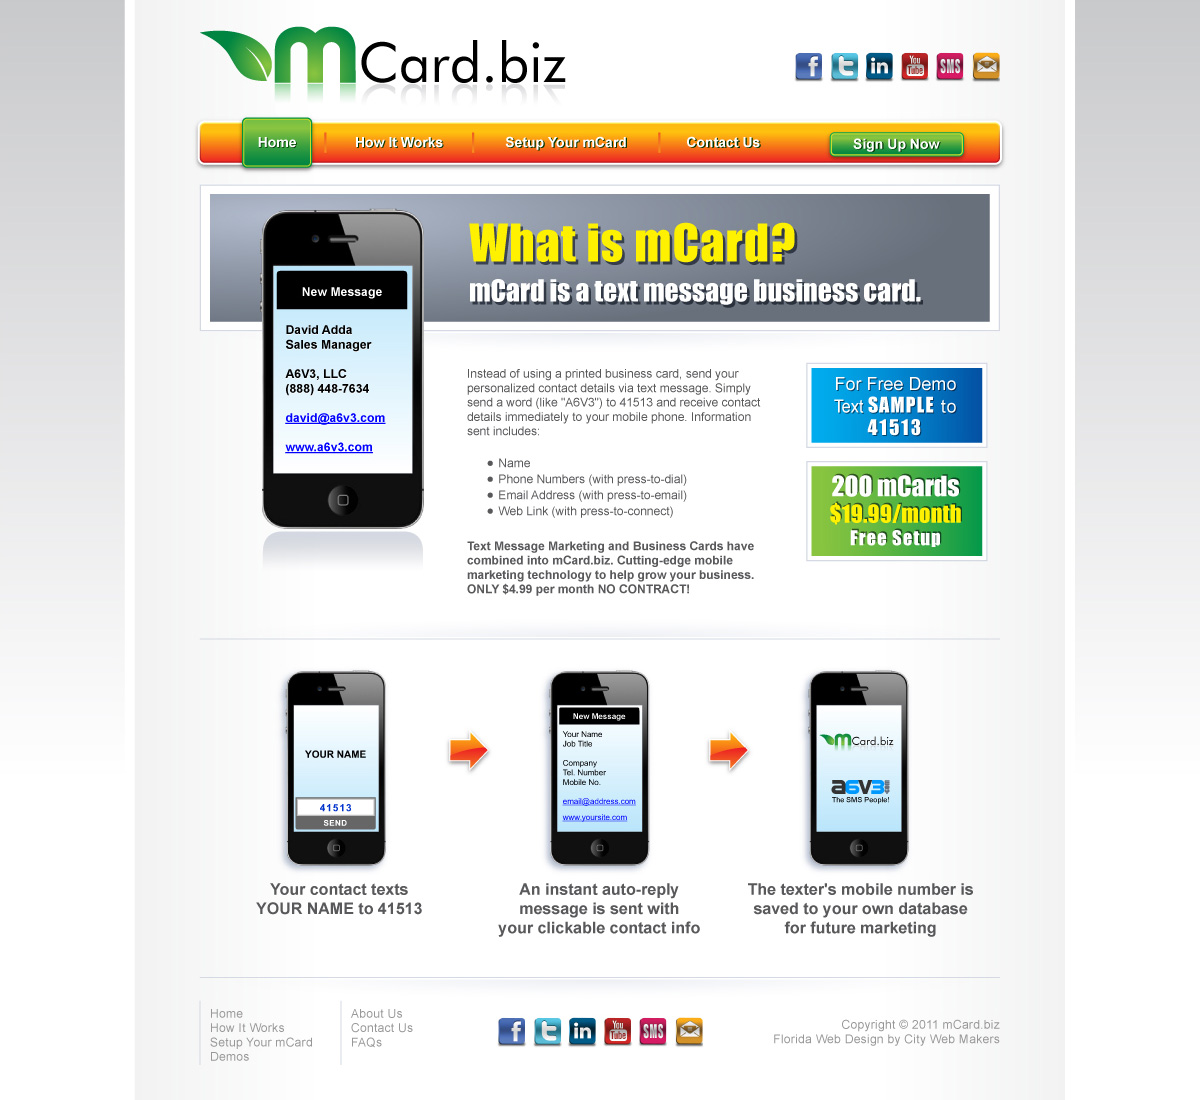 mCard.biz
Home
How It Works
Setup Your mCard
Contact Us
Sign Up Now
You Tube
SMS
What is mCard?
mCard is a text message business card.
New Message
David Adda
Sales Manager
A6V3, LLC
(888) 448-7634
david@a6v3.com
www.a6v3.com
Instead of using a printed business card, send your
personalized contact details via text message. Simply
send a word (like "A6V3") to 41513 and receive contact
details immediately to your mobile phone. Information
sent includes:
• Name
• Phone Numbers (with press-to-dial)
• Email Address (with press-to-email)
• Web Link (with press-to-connect)
Text Message Marketing and Business Cards have
combined into mCard.biz. Cutting-edge mobile
marketing technology to help grow your business.
ONLY $4.99 per month NO CONTRACT!
For Free Demo
Text SAMPLE to
41513
200 mCards
$19.99/month
Free Setup
YOUR NAME
41513
SEND
Your contact texts
YOUR NAME to 41513
New Message
Your Name
Job Title
Company
Tel. Number
Mobile No.
email@address.com
www.yoursite.com
An instant auto-reply
message is sent with
your clickable contact info
mCard.biz
a6V3
The SMS People!
The texter's mobile number is
saved to your own database
for future marketing
Home
How It Works
Setup Your mCard
Demos
About Us
Contact Us
FAQs
You Tube
SMS
Copyright © 2011 mCard.biz
Florida Web Design by City Web Makers